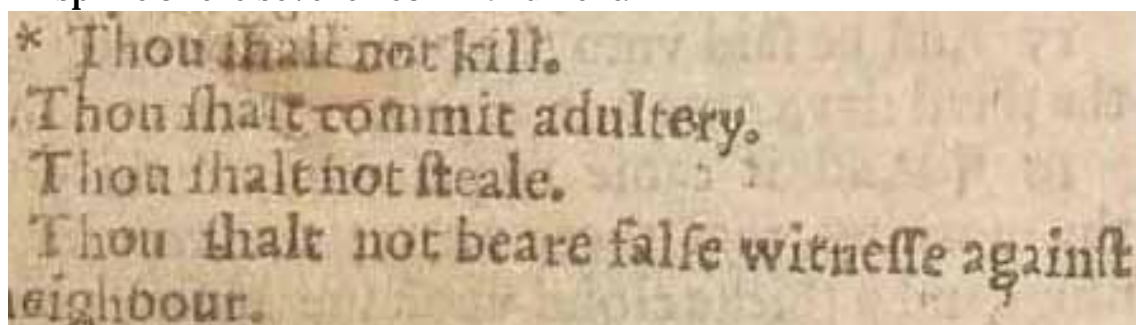 * Thou ſhalt not kill.
Thou ſhalt commit adultery.
Thou ſhalt not ſteale.
Thou ſhalt not beare falſe witneſſe againſt
neighbour.